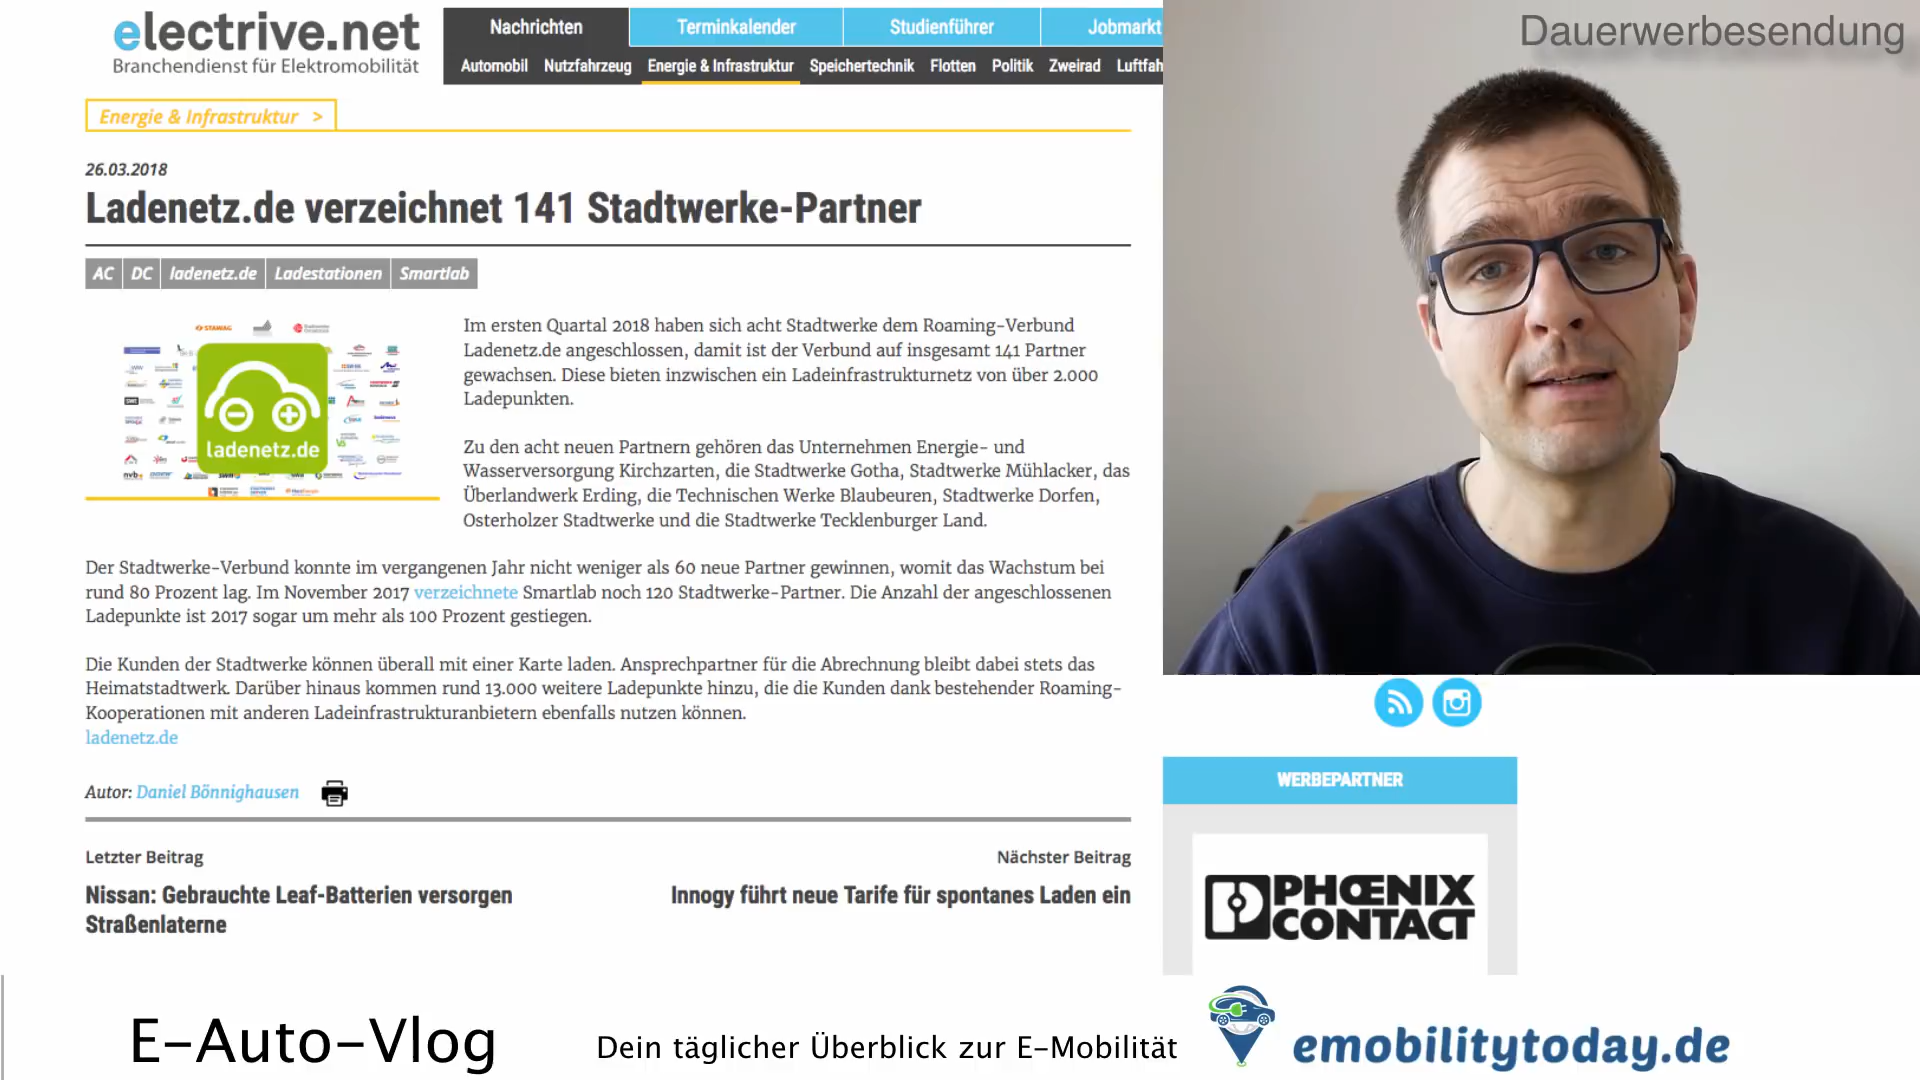 electrive.net
Branchendienst für Elektromobilität
Nachrichten
Terminkalender
Studienführer
Jobmarkt
Automobil Nutzfahrzeug Energie & Infrastruktur Speichertechnik Flotten Politik Zweirad Luftfah
Dauerwerbesendung
Energie & Infrastruktur >
26.03.2018
Ladenetz.de verzeichnet 141 Stadtwerke-Partner
AC DC ladenetz.de Ladestationen Smartlab
STAWAG
ladenetz.de
Im ersten Quartal 2018 haben sich acht Stadtwerke dem Roaming-Verbund
Ladenetz.de angeschlossen, damit ist der Verbund auf insgesamt 141 Partner
gewachsen. Diese bieten inzwischen ein Ladeinfrastrukturnetz von über 2.000
Ladepunkten.
Zu den acht neuen Partnern gehören das Unternehmen Energie- und
Wasserversorgung Kirchzarten, die Stadtwerke Gotha, Stadtwerke Mühlacker, das
Überlandwerk Erding, die Technischen Werke Blaubeuren, Stadtwerke Dorfen,
Osterholzer Stadtwerke und die Stadtwerke Tecklenburger Land.
Der Stadtwerke-Verbund konnte im vergangenen Jahr nicht weniger als 60 neue Partner gewinnen, womit das Wachstum bei
rund 80 Prozent lag. Im November 2017 verzeichnete Smartlab noch 120 Stadtwerke-Partner. Die Anzahl der angeschlossenen
Ladepunkte ist 2017 sogar um mehr als 100 Prozent gestiegen.
Die Kunden der Stadtwerke können überall mit einer Karte laden. Ansprechpartner für die Abrechnung bleibt dabei stets das
Heimatstadtwerk. Darüber hinaus kommen rund 13.000 weitere Ladepunkte hinzu, die die Kunden dank bestehender Roaming-
Kooperationen mit anderen Ladeinfrastrukturanbietern ebenfalls nutzen können.
ladenetz.de
Autor: Daniel Bönnighausen
Letzter Beitrag
Nissan: Gebrauchte Leaf-Batterien versorgen
Straßenlaterne
Nächster Beitrag
Innogy führt neue Tarife für spontanes Laden ein
WERBEPARTNER
PHŒNIX
CONTACT
E-Auto-Vlog
Dein täglicher Überblick zur E-Mobilität
emobilitytoday.de